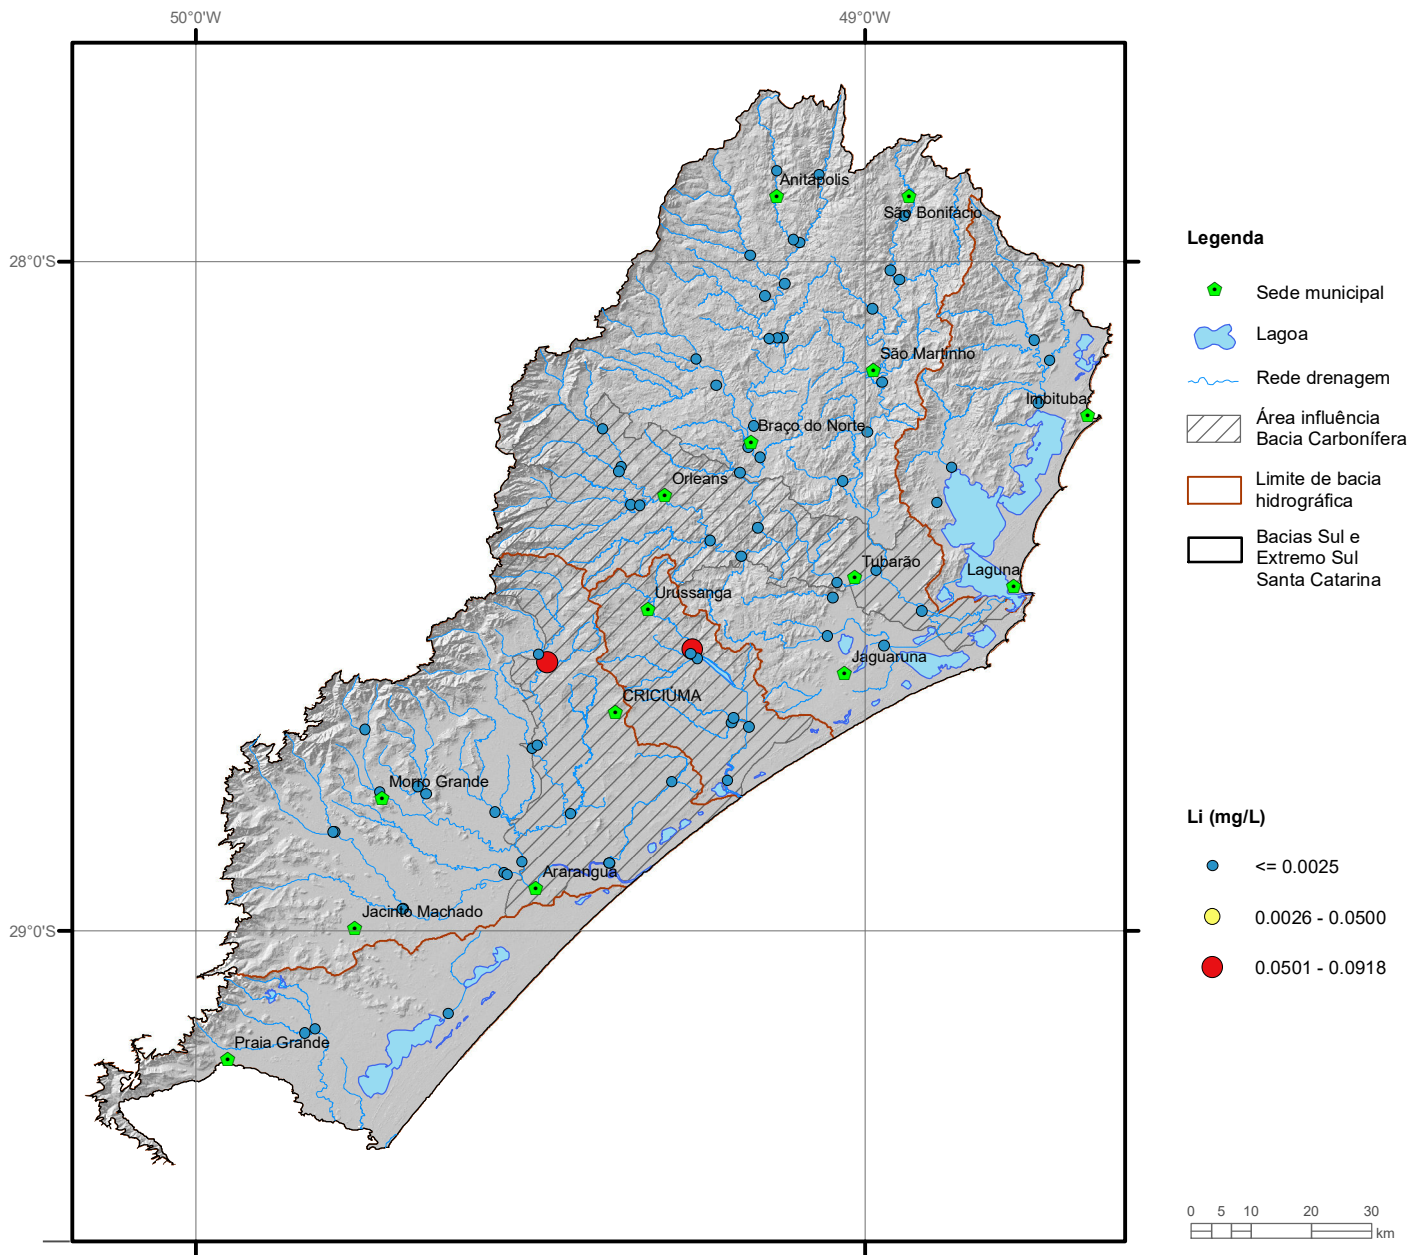 50°0'W
49°0'W
28°0'S
29°0'S
Anitápolis
São Bonifácio
São Martinho
Imbituba
Braço do Norte
Orleans
Tubarão
Laguna
Urussanga
Jaguaruna
CRICIÚMA
Morro Grande
Araranguá
Jacinto Machado
Praia Grande
Legenda
Sede municipal
Lagoa
Rede drenagem
Área influência
Bacia Carbonífera
Limite de bacia
hidrográfica
Bacias Sul e
Extremo Sul
Santa Catarina
Li (mg/L)
<= 0.0025
0.0026 - 0.0500
0.0501 - 0.0918
0 5 10 20 30
km